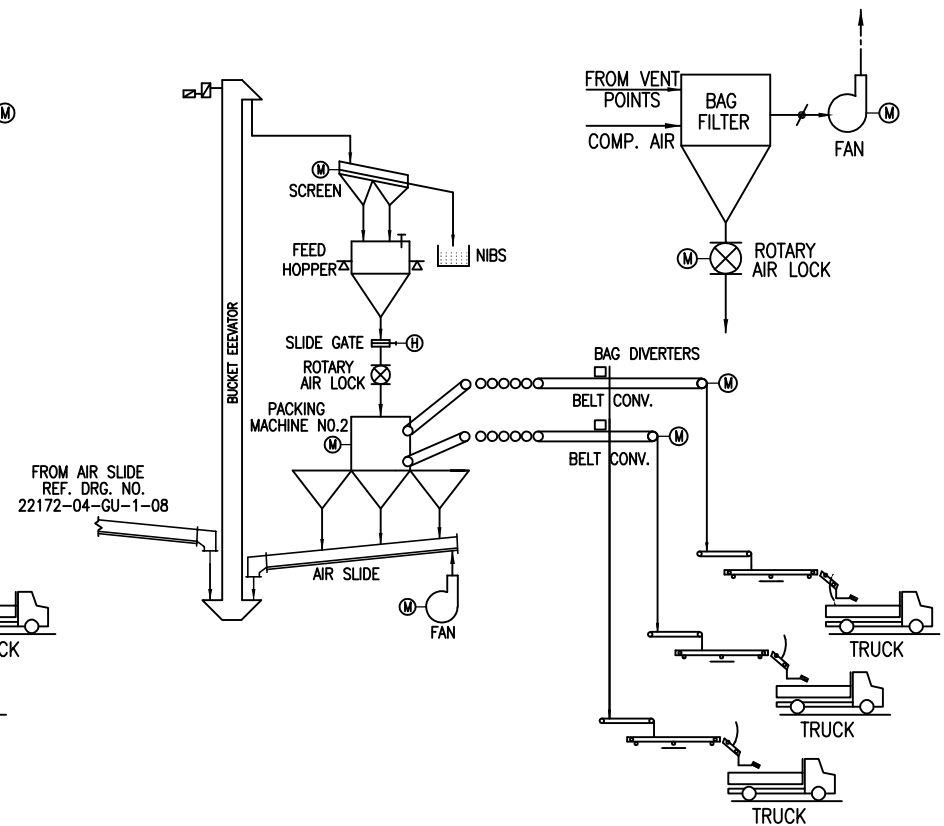 M
FROM VENT
POINTS
COMP. AIR
BAG
FILTER
M
FAN
M
ROTARY
AIR LOCK
M
SCREEN
NIBS
FEED
HOPPER
BUCKET EEEVATOR
SLIDE GATE
H
ROTARY
AIR LOCK
PACKING
MACHINE NO.2
M
BAG DIVERTERS
BELT CONV.
M
BELT CONV.
M
FROM AIR SLIDE
REF. DRG. NO.
22172-04-GU-1-08
AIR SLIDE
M
FAN
CK
TRUCK
TRUCK
TRUCK